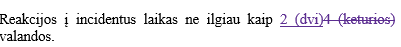 Reakcijos į incidentus laikas ne ilgiau kaip 2 (dvi)4 (keturios)
valandos.